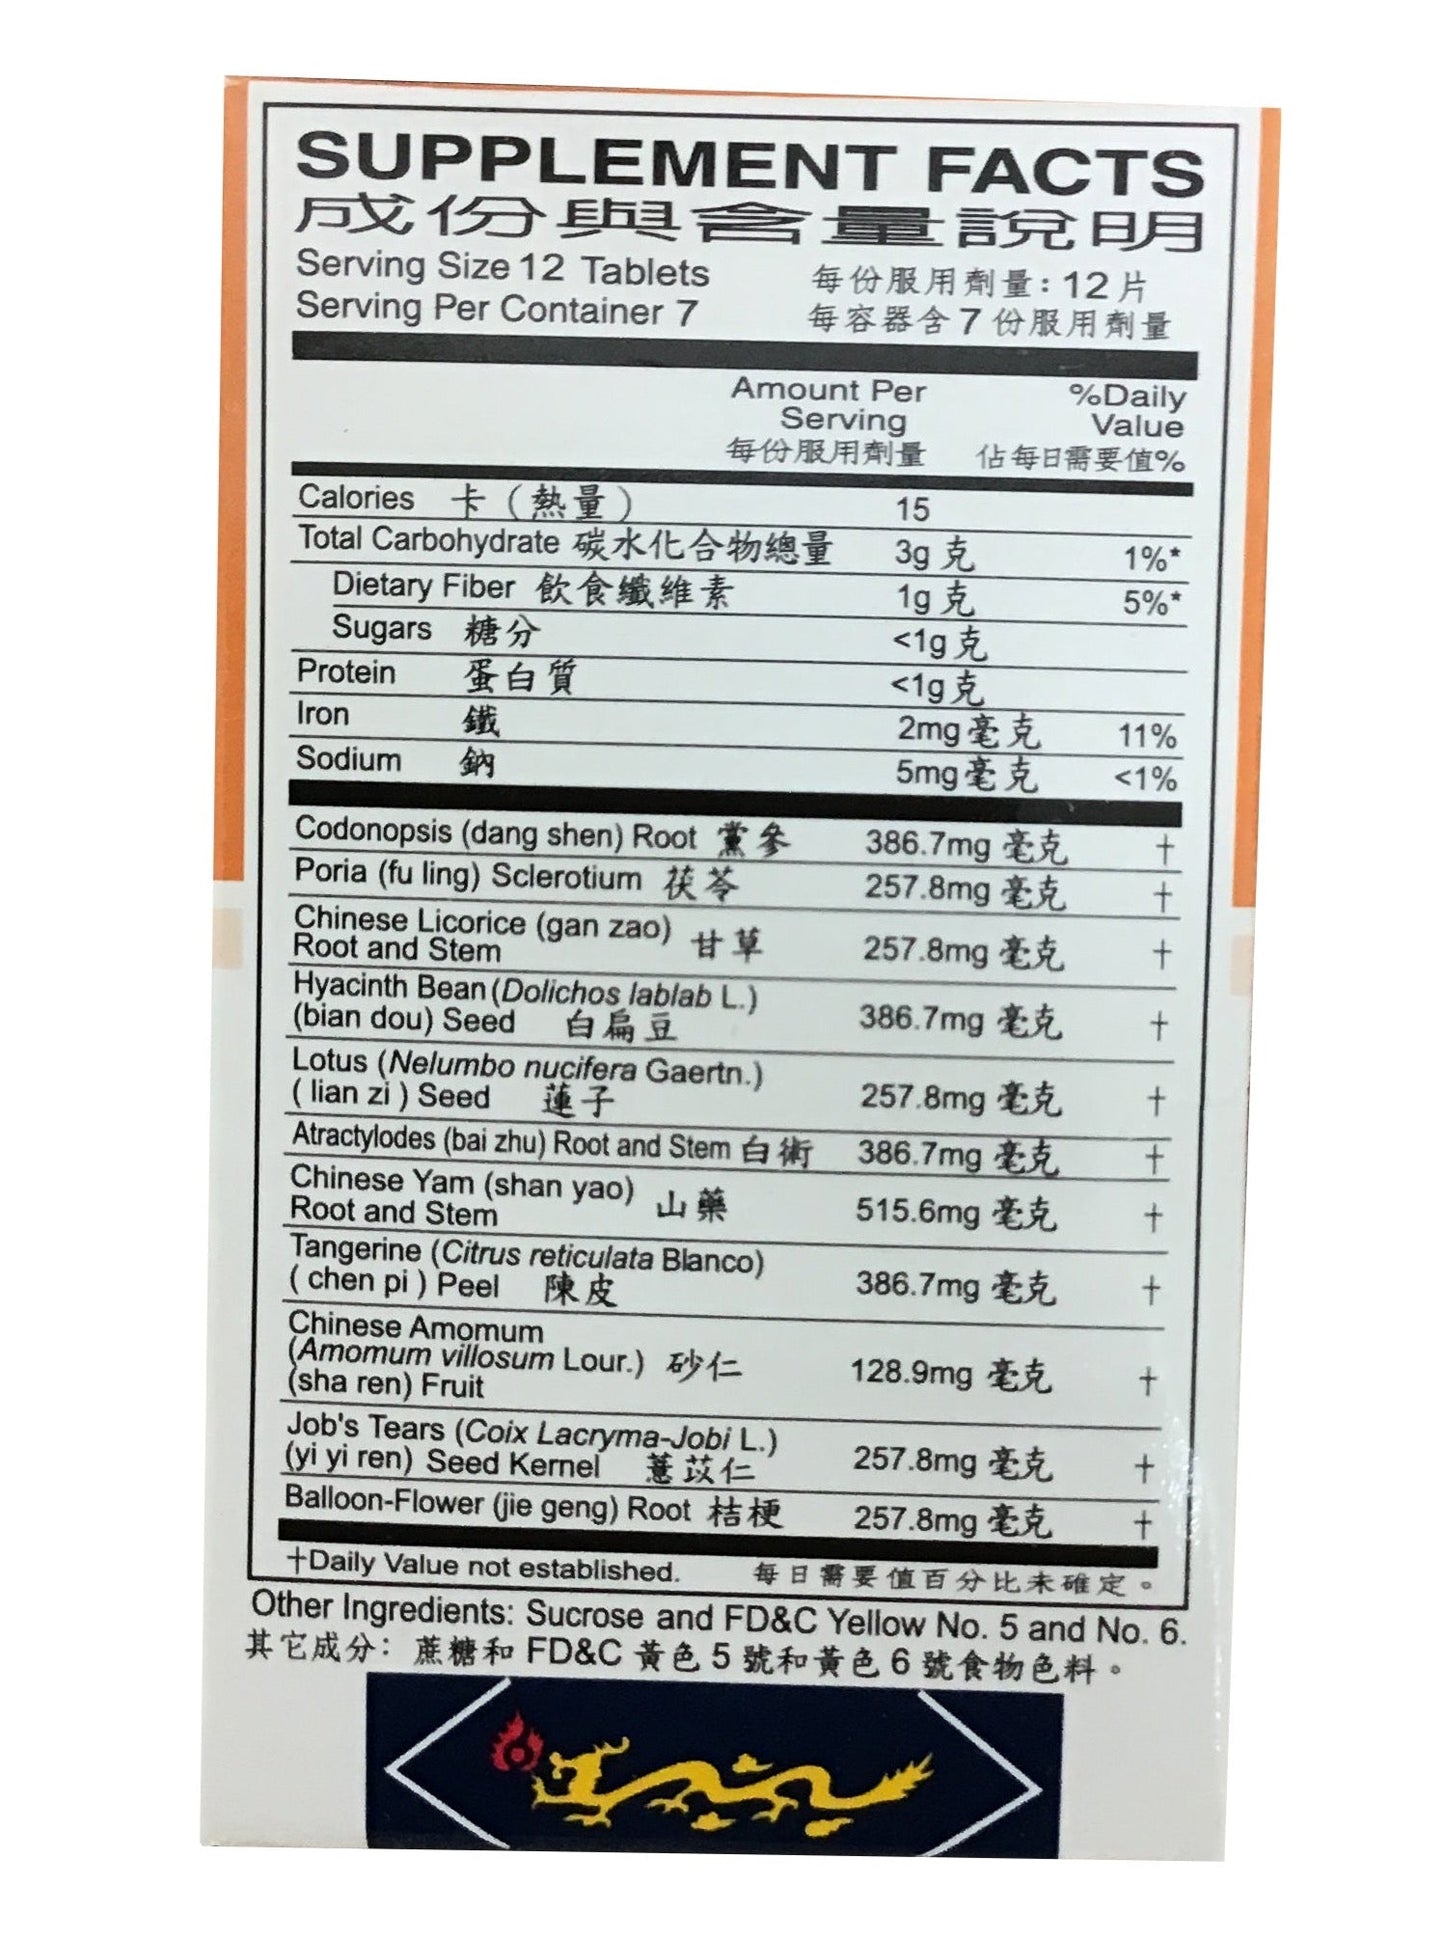 SUPPLEMENT FACTS
成份與含量說明
Serving Size 12 Tablets 每份服用劑量：12 片
Serving Per Container 7 每容器含 7 份服用劑量
Amount Per %Daily
Serving Value
每份服用劑量 佔每日需要值%
Calories 卡（熱量） 15
Total Carbohydrate 碳水化合物總量 3g 克 1%*
Dietary Fiber 飲食纖維素 1g 克 5%*
Sugars 糖分 <1g 克
Protein 蛋白質 <1g 克
Iron 鐵 2mg 毫克 11%
Sodium 鈉 5mg 毫克 <1%
Codonopsis (dang shen) Root 黨參 386.7mg 毫克 †
Poria (fu ling) Sclerotium 茯苓 257.8mg 毫克 †
Chinese Licorice (gan zao)
Root and Stem 甘草 257.8mg 毫克 †
Hyacinth Bean (Dolichos lablab L.)
(bian dou) Seed 白扁豆 386.7mg 毫克 †
Lotus (Nelumbo nucifera Gaertn.)
( lian zi ) Seed 蓮子 257.8mg 毫克 †
Atractylodes (bai zhu) Root and Stem 白術 386.7mg 毫克 †
Chinese Yam (shan yao)
Root and Stem 山藥 515.6mg 毫克 †
Tangerine (Citrus reticulata Blanco)
( chen pi ) Peel 陳皮 386.7mg 毫克 †
Chinese Amomum
(Amomum villosum Lour.) 砂仁 128.9mg 毫克 †
(sha ren) Fruit
Job's Tears (Coix Lacryma-Jobi L.)
(yi yi ren) Seed Kernel 薏苡仁 257.8mg 毫克 †
Balloon-Flower (jie geng) Root 桔梗 257.8mg 毫克 †
†Daily Value not established. 每日需要值百分比未確定。
Other Ingredients: Sucrose and FD&C Yellow No. 5 and No. 6.
其它成分：蔗糖和 FD&C 黃色 5 號和黃色 6 號食物色料。